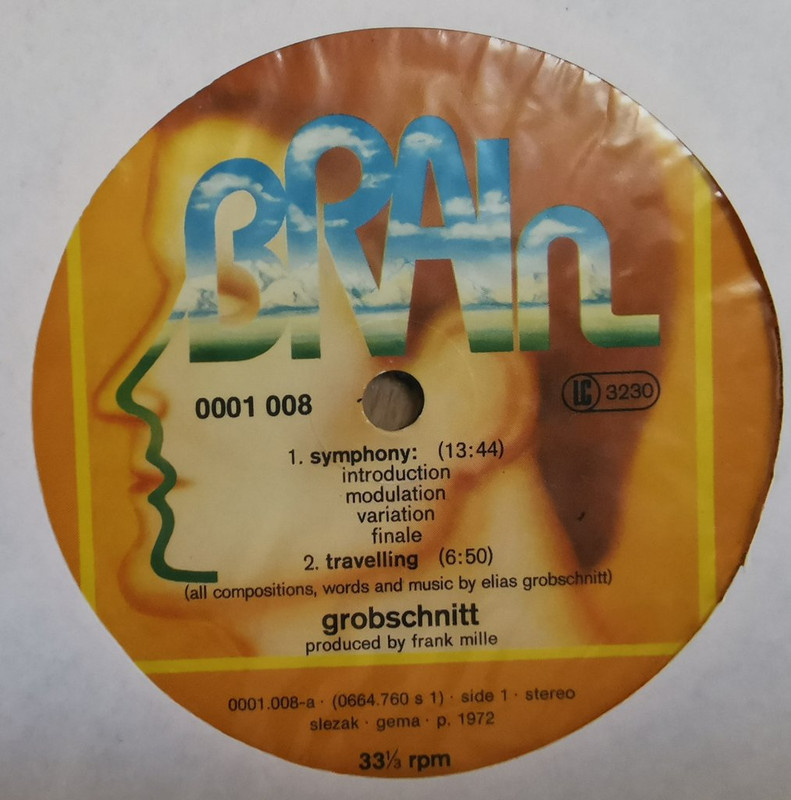 BRAIn
0001 008
LC 3230
1. symphony: (13:44)
introduction
modulation
variation
finale
2. travelling (6:50)
(all compositions, words and music by elias grobschnitt)
grobschnitt
produced by frank mille
0001.008-a · (0664.760 s 1) · side 1 · stereo
slezak · gema · p. 1972
33⅓ rpm